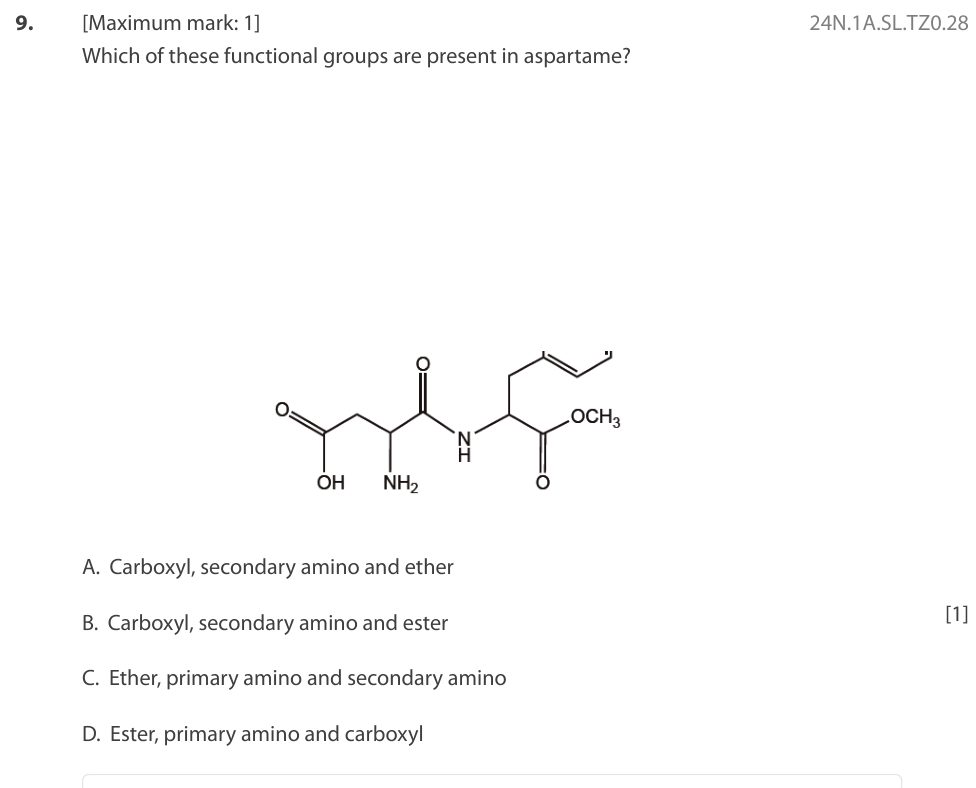 9. [Maximum mark: 1] 24N.1A.SL.TZ0.28
Which of these functional groups are present in aspartame?
O
O
OCH₃
N
H
OH NH₂ O
A. Carboxyl, secondary amino and ether
B. Carboxyl, secondary amino and ester
[1]
C. Ether, primary amino and secondary amino
D. Ester, primary amino and carboxyl